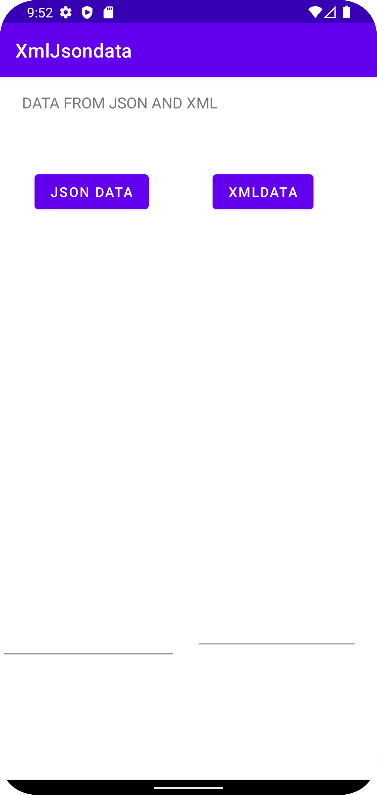 9:52
XmlJsondata
DATA FROM JSON AND XML
JSON DATA
XMLDATA